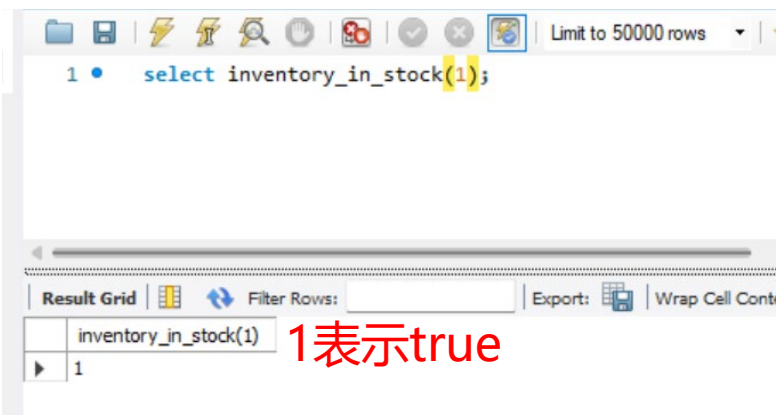 Limit to 50000 rows
1 select inventory_in_stock(1);
Result Grid Filter Rows: Export: Wrap Cell Conte
inventory_in_stock(1)
1表示true
1